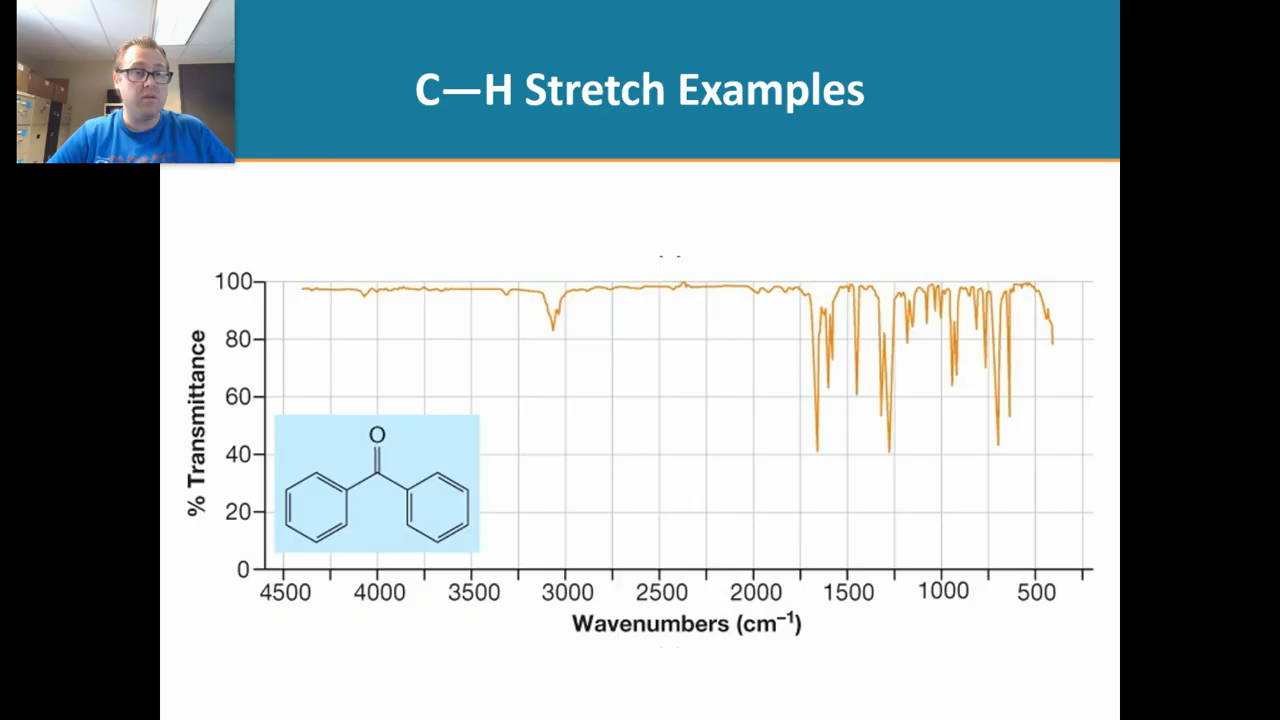 C—H Stretch Examples
100
80
60
40
20
0
% Transmittance
O
4500 4000 3500 3000 2500 2000 1500 1000 500
Wavenumbers (cm⁻¹)